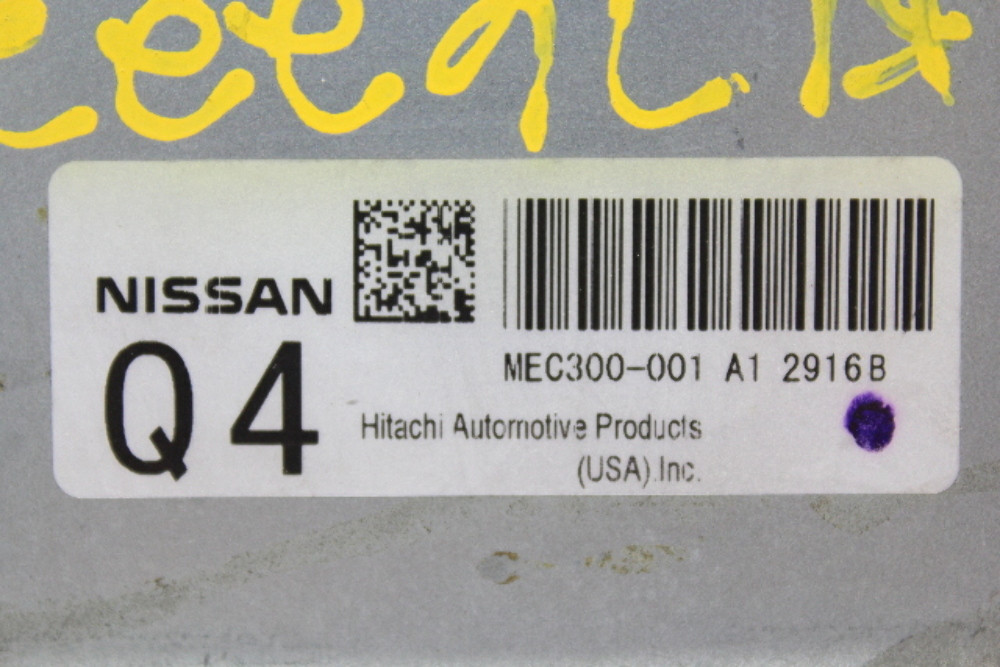 NISSAN
Q4
MEC300-001 A1 2916B
Hitachi Automotive Products
(USA).Inc.